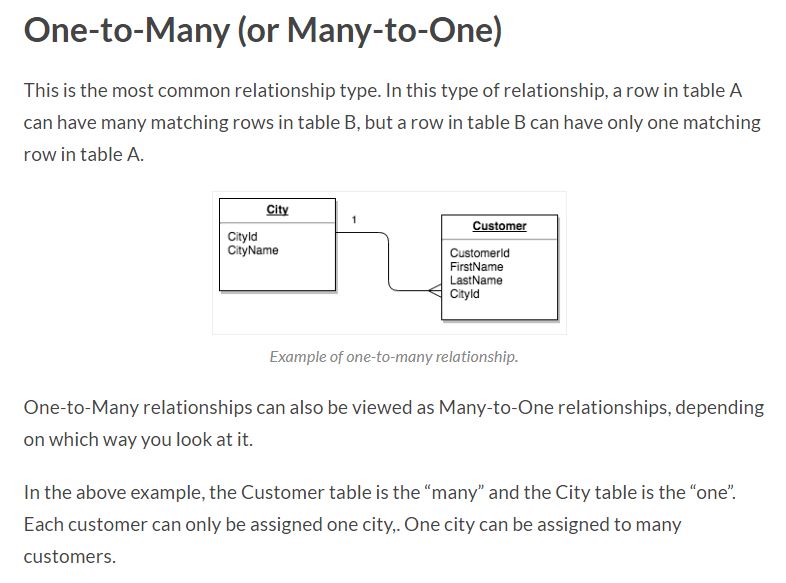 One-to-Many (or Many-to-One)
This is the most common relationship type. In this type of relationship, a row in table A
can have many matching rows in table B, but a row in table B can have only one matching
row in table A.
City
CityId
CityName
1
Customer
CustomerId
FirstName
LastName
CityId
Example of one-to-many relationship.
One-to-Many relationships can also be viewed as Many-to-One relationships, depending
on which way you look at it.
In the above example, the Customer table is the “many” and the City table is the “one”.
Each customer can only be assigned one city,. One city can be assigned to many
customers.